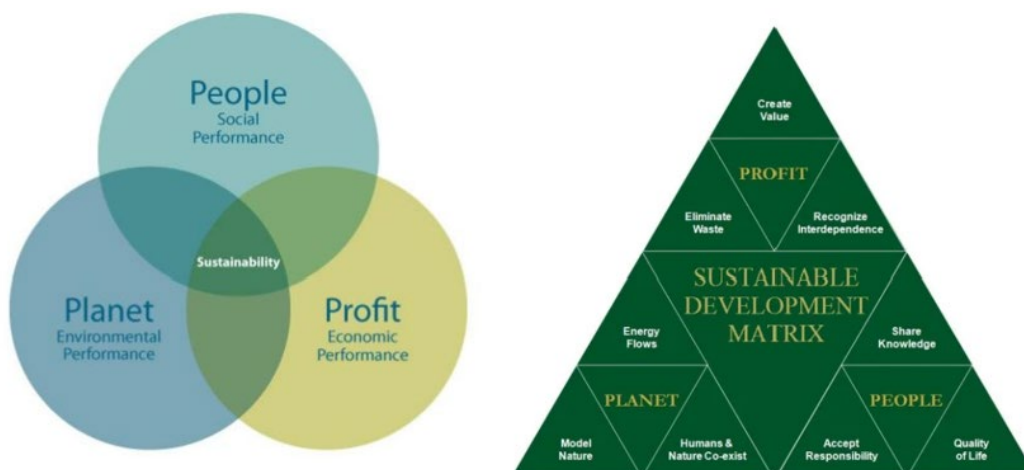 People
Social
Performance
Sustainability
Planet
Environmental
Performance
Profit
Economic
Performance
Create
Value
PROFIT
Eliminate
Waste
Recognize
Interdependence
SUSTAINABLE
DEVELOPMENT
MATRIX
Energy
Flows
Share
Knowledge
PLANET
PEOPLE
Model
Nature
Humans &
Nature Co-exist
Accept
Responsibility
Quality
of Life